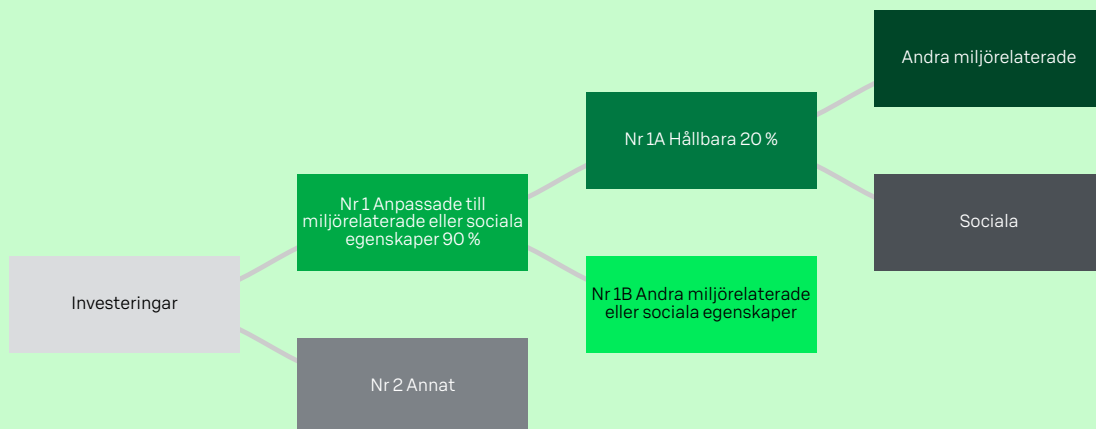 Andra miljörelaterade
Nr 1A Hållbara 20 %
Nr 1 Anpassade till
miljörelaterade eller sociala
egenskaper 90 %
Sociala
Investeringar
Nr 1B Andra miljörelaterade
eller sociala egenskaper
Nr 2 Annat